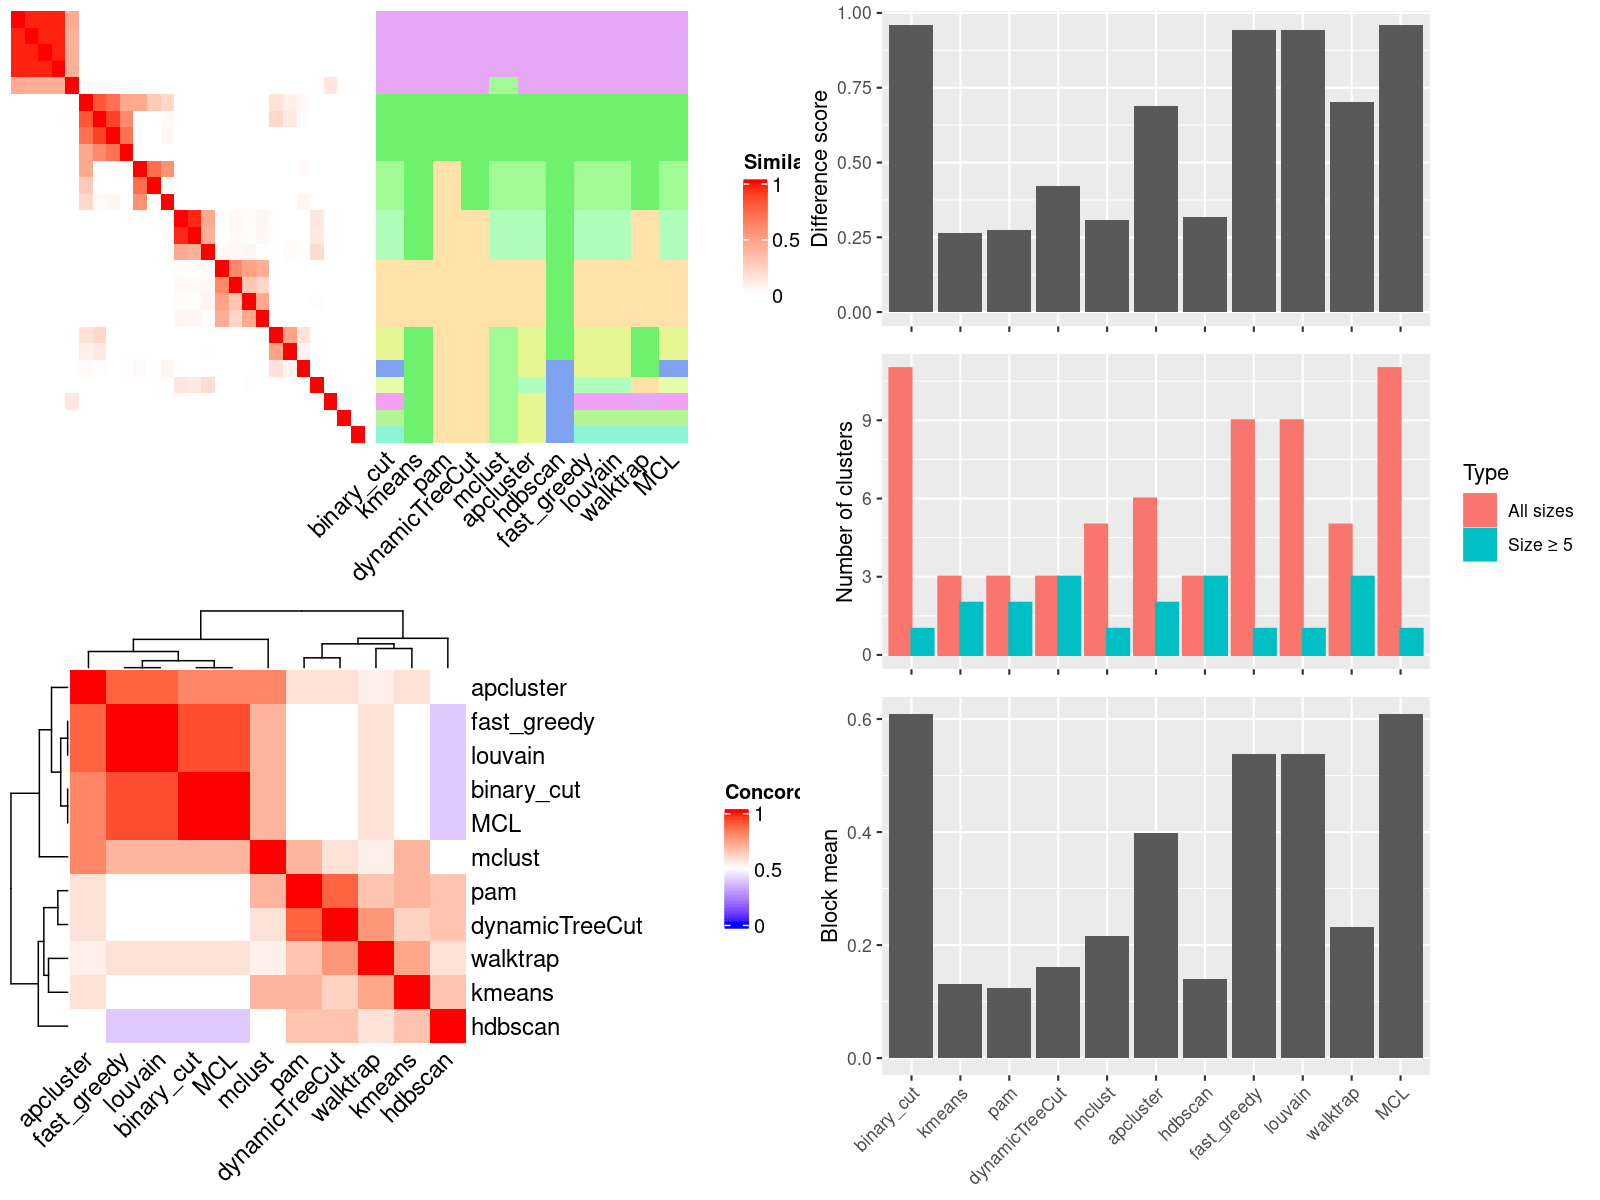 Simila
1
0.5
0
binary_cut
kmeans
pam
dynamicTreeCut
mclust
apcluster
hdbscan
fast_greedy
louvain
walktrap
MCL
apcluster
fast_greedy
louvain
binary_cut
MCL
mclust
pam
dynamicTreeCut
walktrap
kmeans
hdbscan
Concord
1
0.5
0
apcluster
fast_greedy
louvain
binary_cut
MCL
mclust
pam
dynamicTreeCut
walktrap
kmeans
hdbscan
Difference score
1.00
0.75
0.50
0.25
0.00
Number of clusters
9
6
3
0
Type
All sizes
Size ≥ 5
Block mean
0.6
0.4
0.2
0.0
binary_cut
kmeans
pam
dynamicTreeCut
mclust
apcluster
hdbscan
fast_greedy
louvain
walktrap
MCL